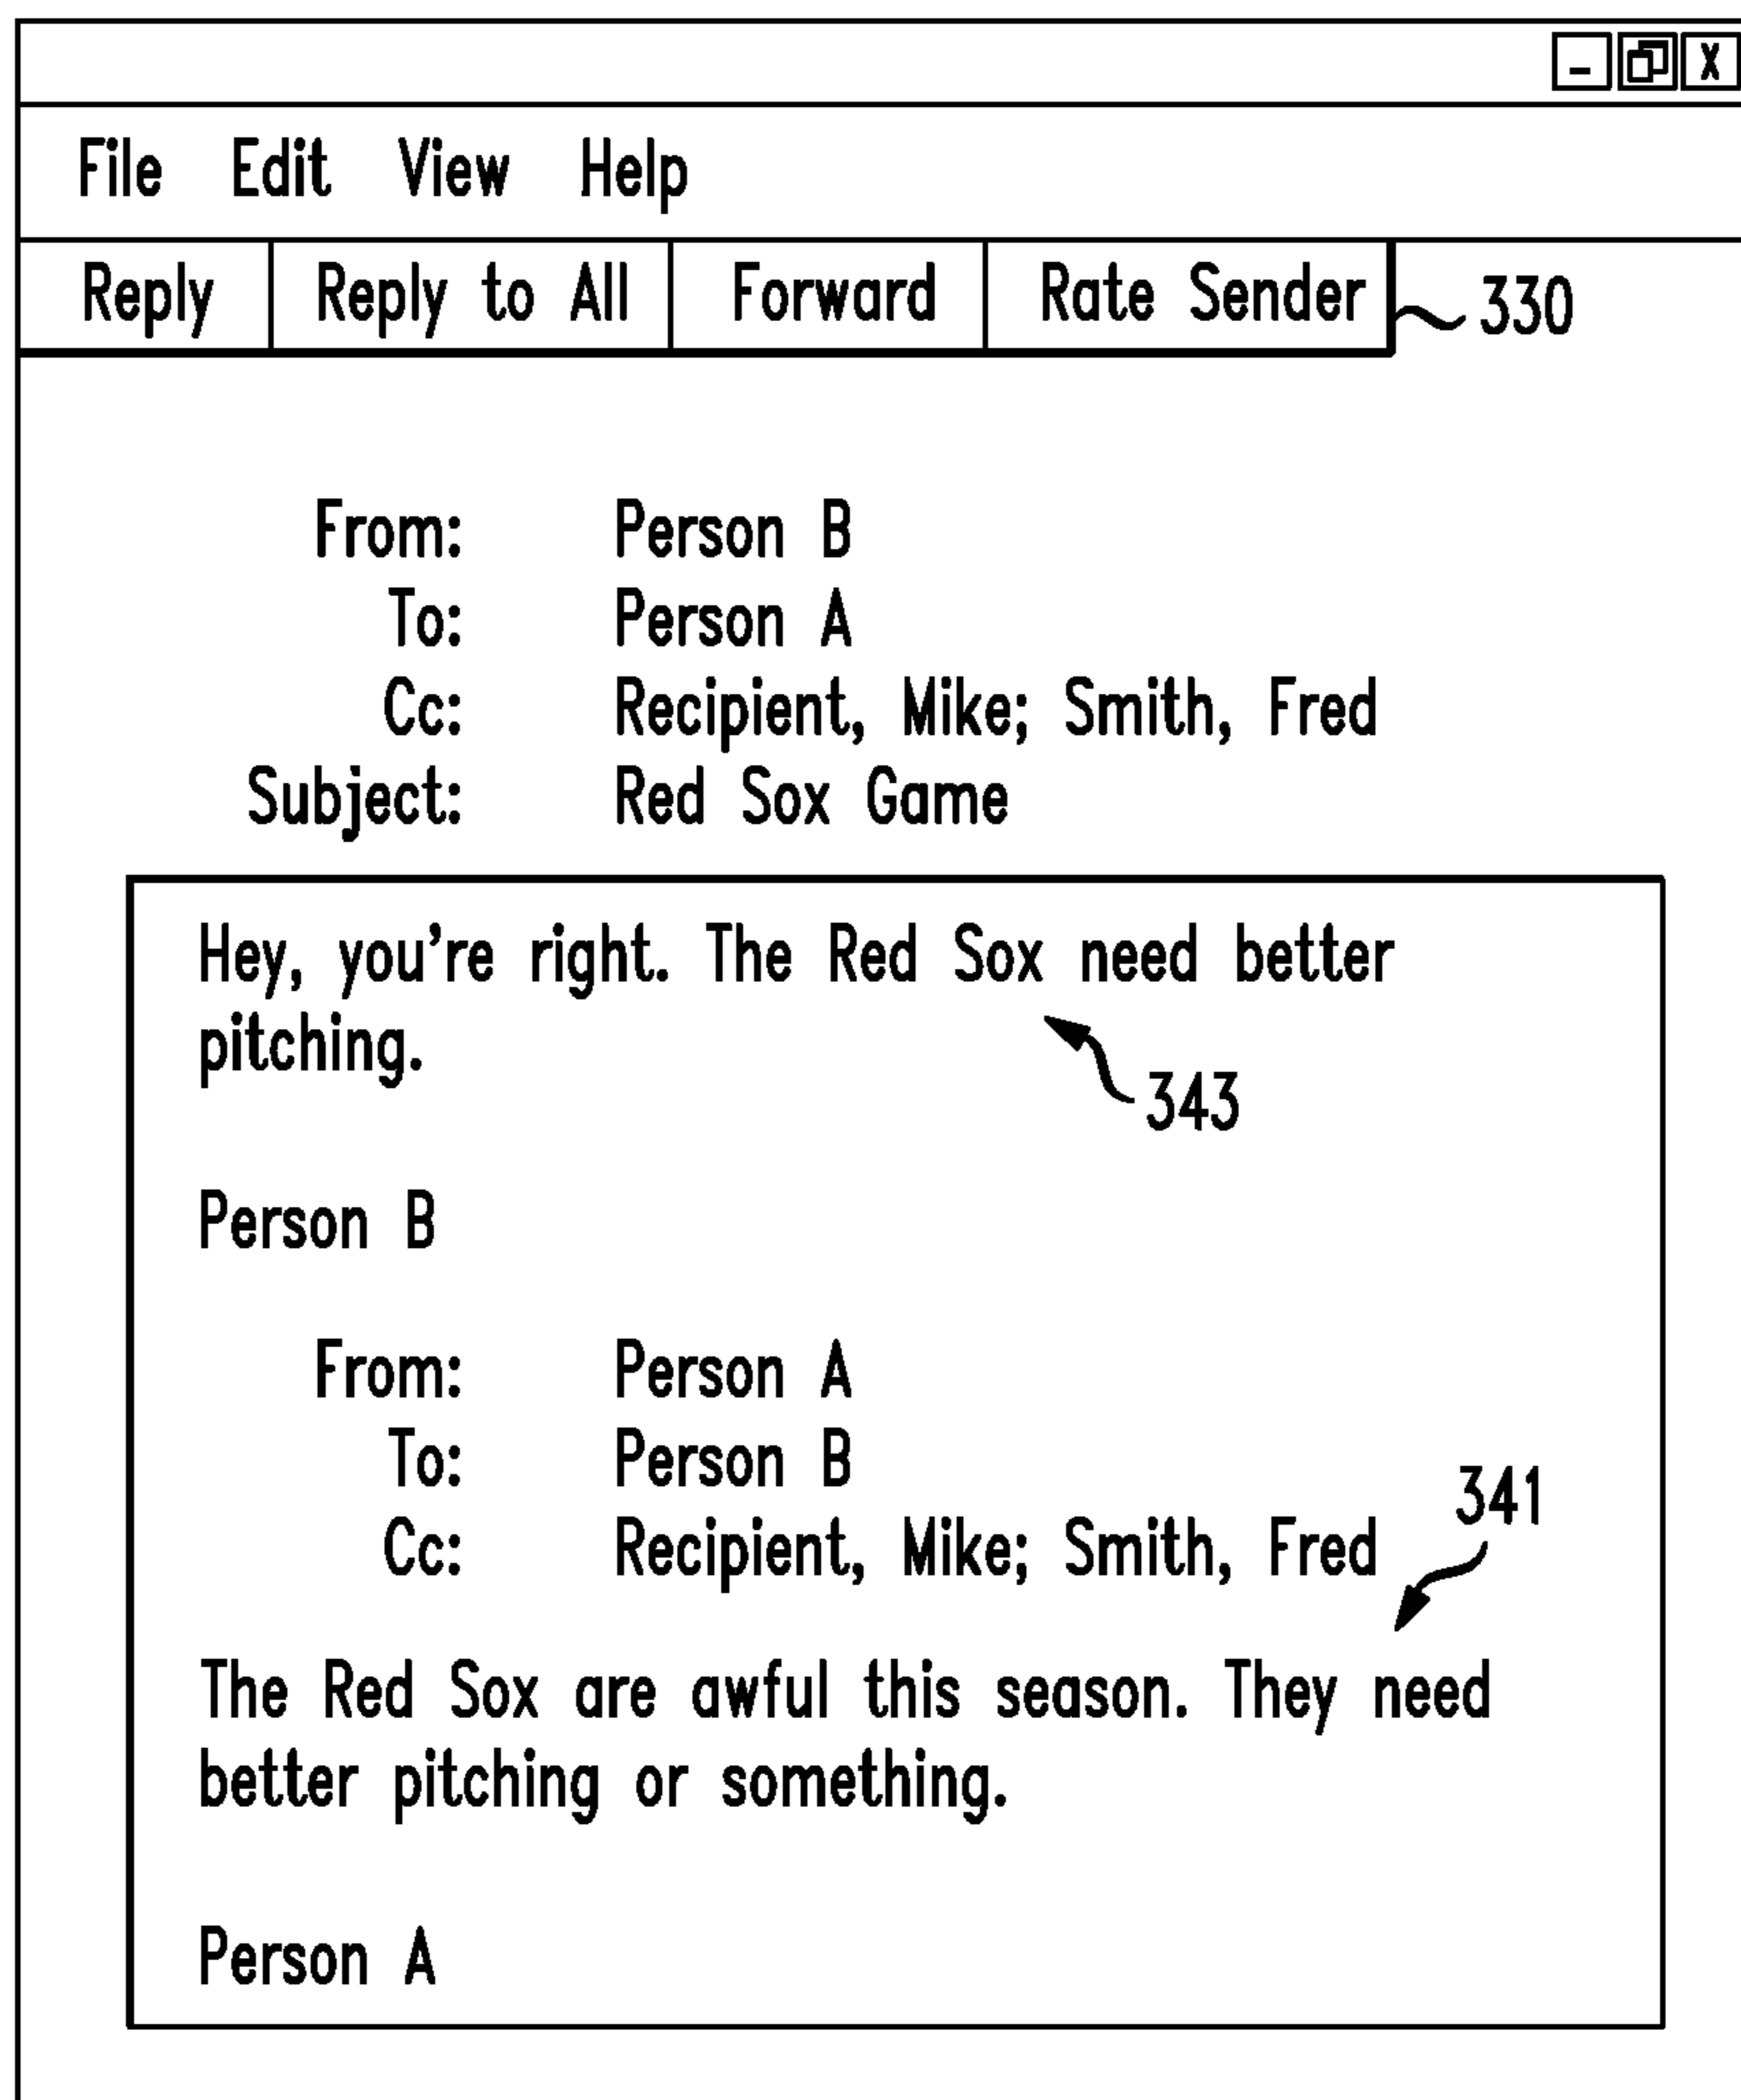 X
File Edit View Help
Reply Reply to All Forward Rate Sender 330
From: Person B
To: Person A
Cc: Recipient, Mike; Smith, Fred
Subject: Red Sox Game
Hey, you're right. The Red Sox need better
pitching.
343
Person B
From: Person A
To: Person B
341
Cc: Recipient, Mike; Smith, Fred
The Red Sox are awful this season. They need
better pitching or something.
Person A